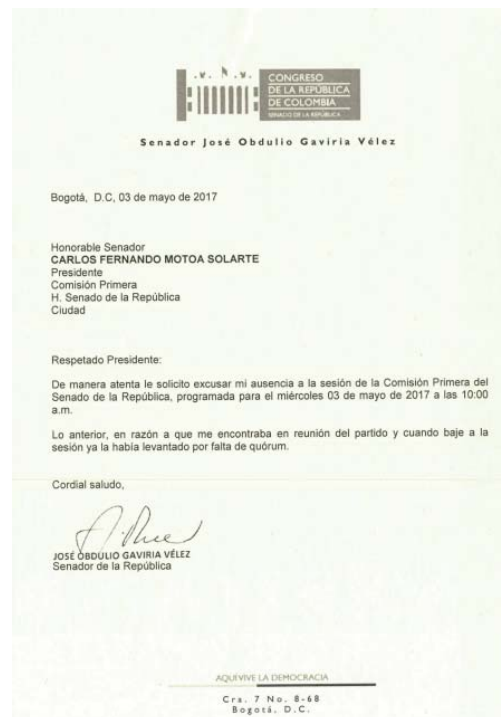 CONGRESO
DE LA REPÚBLICA
DE COLOMBIA
SENADO DE LA REPÚBLICA
Senador José Obdulio Gaviria Vélez
Bogotá, D.C, 03 de mayo de 2017
Honorable Senador
CARLOS FERNANDO MOTOA SOLARTE
Presidente
Comisión Primera
H. Senado de la República
Ciudad
Respetado Presidente:
De manera atenta le solicito excusar mi ausencia a la sesión de la Comisión Primera del
Senado de la República, programada para el miércoles 03 de mayo de 2017 a las 10:00
a.m.
Lo anterior, en razón a que me encontraba en reunión del partido y cuando baje a la
sesión ya la había levantado por falta de quórum.
Cordial saludo,
JOSÉ OBDULIO GAVIRIA VÉLEZ
Senador de la República
AQUÍ VIVE LA DEMOCRACIA
Cra. 7 No. 8-68
Bogotá, D.C.